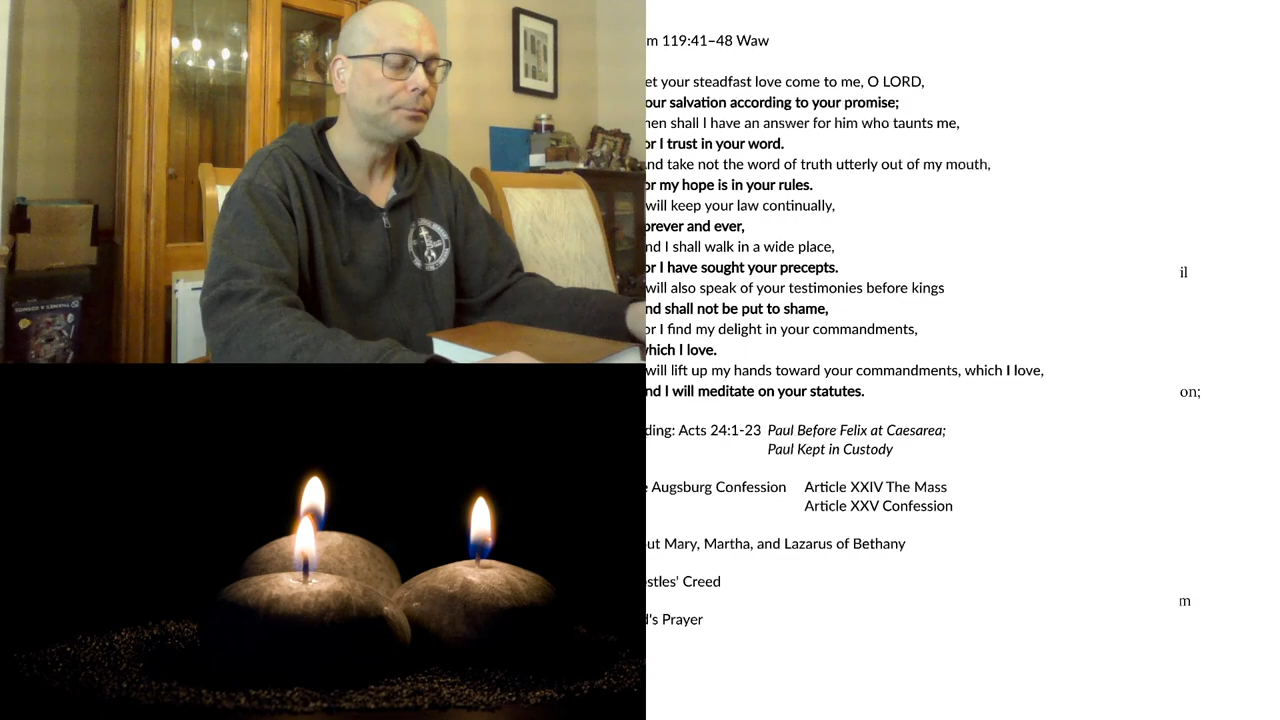 m 119:41–48 Waw
et your steadfast love come to me, O LORD,
our salvation according to your promise;
hen shall I have an answer for him who taunts me,
or I trust in your word.
nd take not the word of truth utterly out of my mouth,
or my hope is in your rules.
will keep your law continually,
orever and ever,
nd I shall walk in a wide place,
or I have sought your precepts.
il
will also speak of your testimonies before kings
nd shall not be put to shame,
or I find my delight in your commandments,
which I love.
will lift up my hands toward your commandments, which I love,
nd I will meditate on your statutes.
on;
ding: Acts 24:1-23 Paul Before Felix at Caesarea;
Paul Kept in Custody
e Augsburg Confession Article XXIV The Mass
Article XXV Confession
out Mary, Martha, and Lazarus of Bethany
ostles' Creed
m
d's Prayer